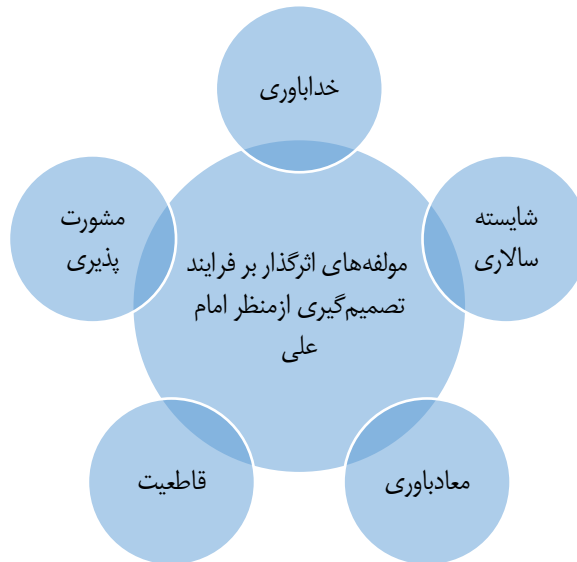 خداباوری
شایسته
سالاری
مولفه‌های اثرگذار بر فرایند
تصمیم‌گیری ازمنظر امام
علی
مشورت
پذیری
معادباوری
قاطعیت